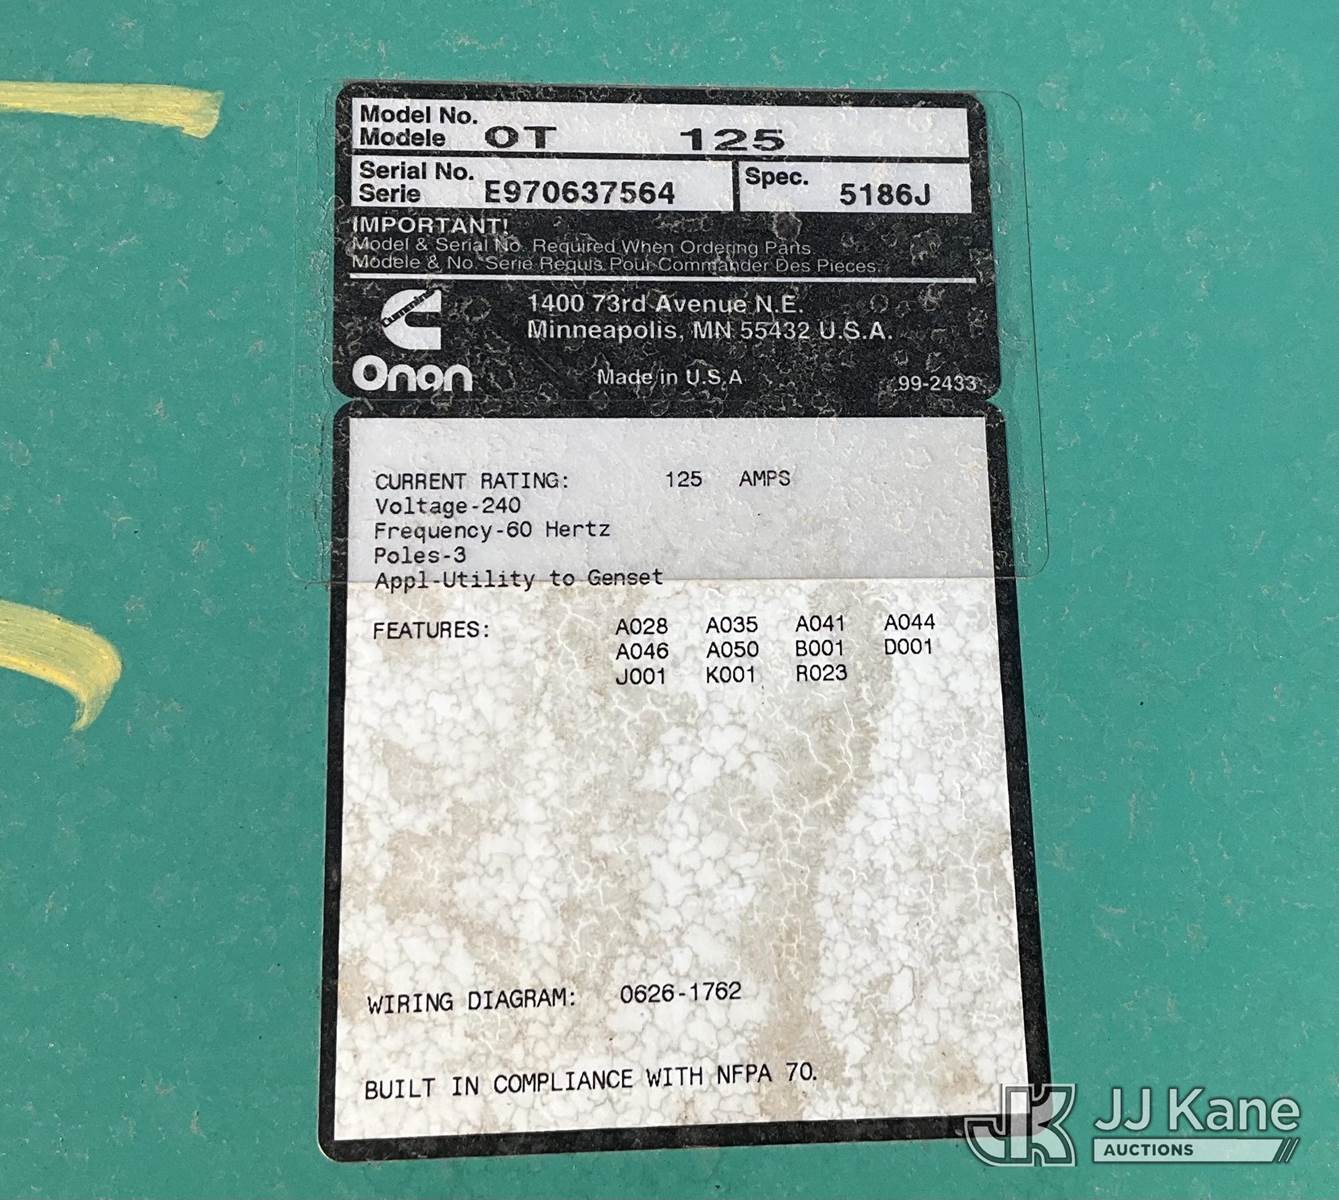 Model No.
Modele OT 125
Serial No.
Serie E970637564
Spec. 5186J
IMPORTANT!
Model & Serial No. Required When Ordering Parts
Modele & No. Serie Requis Pour Commander Des Pieces.
Cummins
Onan
1400 73rd Avenue N.E.
Minneapolis, MN 55432 U.S.A.
Made in U.S.A
99-2433
CURRENT RATING: 125 AMPS
Voltage-240
Frequency-60 Hertz
Poles-3
Appl-Utility to Genset
FEATURES: A028 A035 A041 A044
A046 A050 B001 D001
J001 K001 R023
WIRING DIAGRAM: 0626-1762
BUILT IN COMPLIANCE WITH NFPA 70.
JK JJ Kane
AUCTIONS